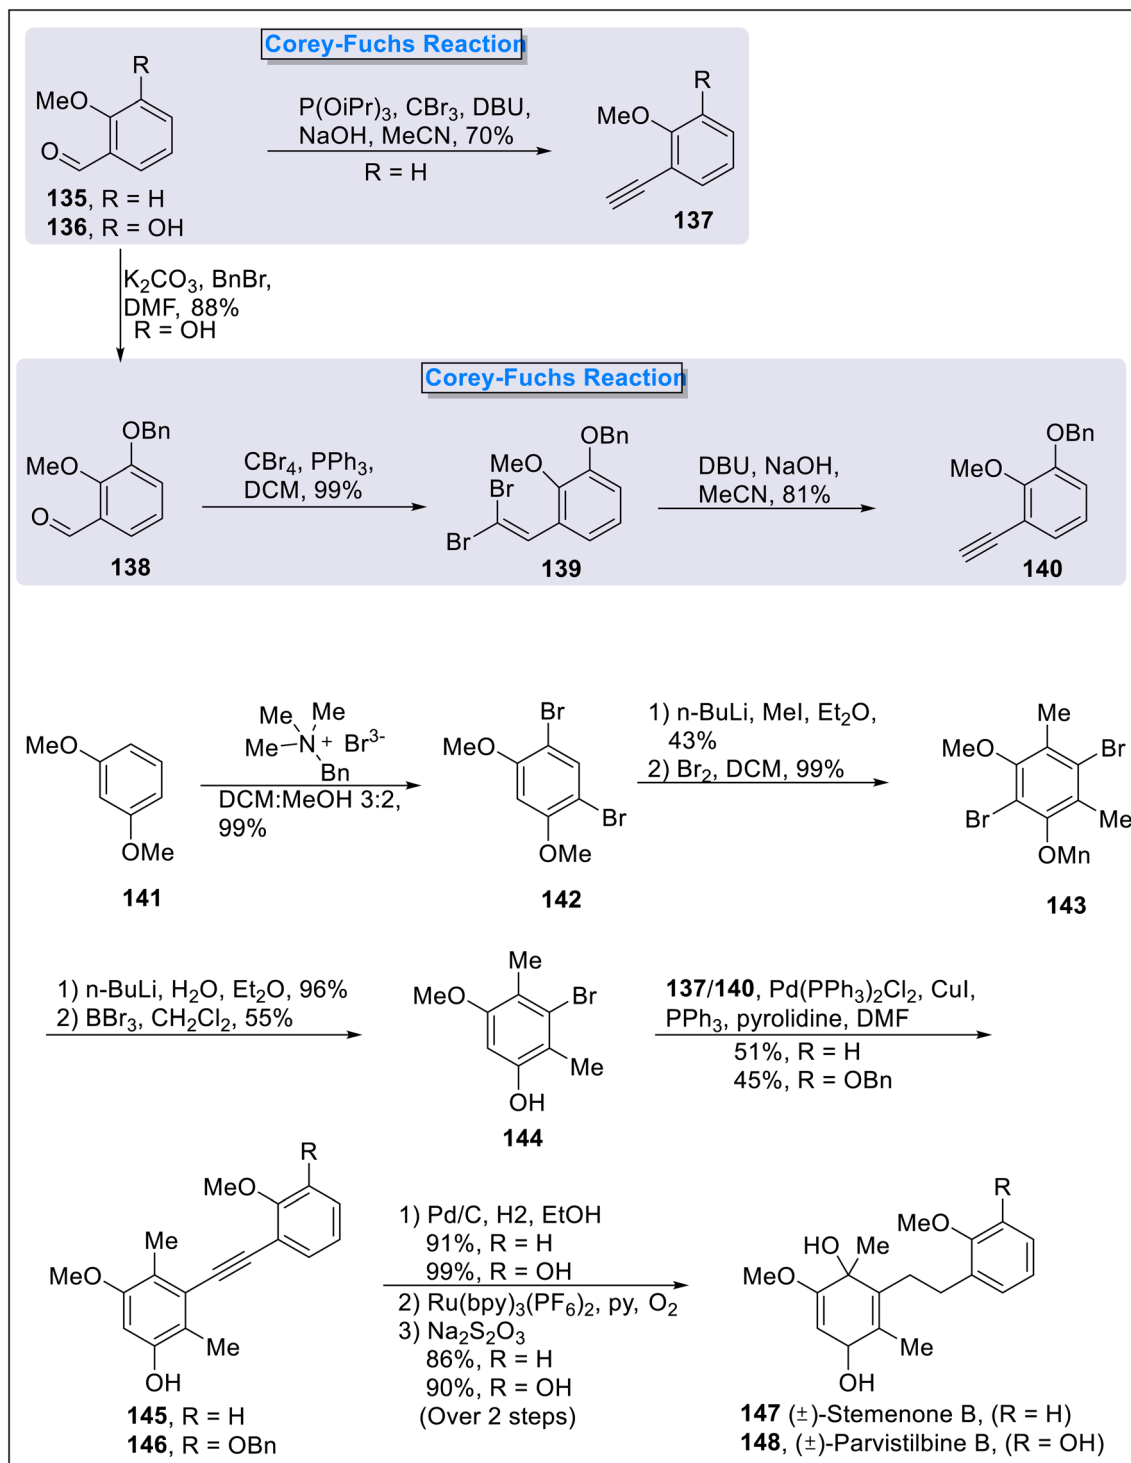 Corey-Fuchs Reaction
R
MeO
O
135, R = H
136, R = OH
P(OiPr)3, CBr3, DBU,
NaOH, MeCN, 70%
R = H
R
MeO
137
K2CO3, BnBr,
DMF, 88%
R = OH
Corey-Fuchs Reaction
OBn
MeO
O
138
CBr4, PPh3,
DCM, 99%
OBn
MeO
Br
Br
139
DBU, NaOH,
MeCN, 81%
OBn
MeO
140
MeO
OMe
141
Me
Me
Me
N
+
Br3-
Bn
DCM:MeOH 3:2,
99%
Br
MeO
Br
OMe
142
1) n-BuLi, MeI, Et2O,
43%
2) Br2, DCM, 99%
Me
MeO
Br
Br
Me
OMn
143
1) n-BuLi, H2O, Et2O, 96%
2) BBr3, CH2Cl2, 55%
Me
MeO
Br
Me
OH
144
137/140, Pd(PPh3)2Cl2, CuI,
PPh3, pyrolidine, DMF
51%, R = H
45%, R = OBn
R
MeO
Me
MeO
Me
OH
145, R = H
146, R = OBn
1) Pd/C, H2, EtOH
91%, R = H
99%, R = OH
2) Ru(bpy)3(PF6)2, py, O2
3) Na2S2O3
86%, R = H
90%, R = OH
(Over 2 steps)
R
MeO
HO
Me
MeO
Me
OH
147 (±)-Stemenone B, (R = H)
148, (±)-Parvistilbine B, (R = OH)